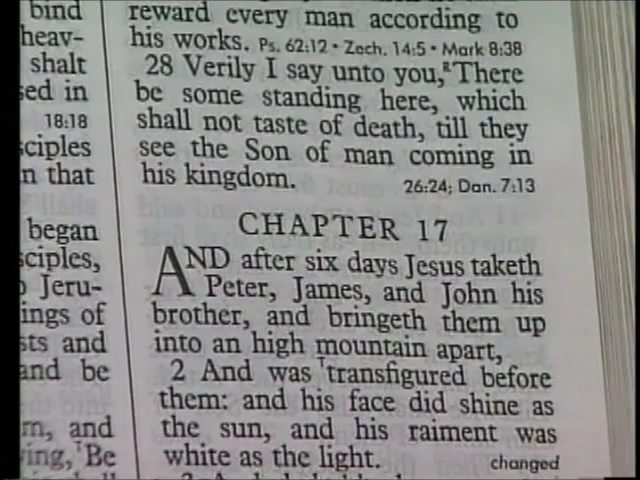 bind
heav-
shalt
sed in
18:18
sciples
n that
began
sciples,
Jeru-
ings of
sts and
and be
m, and
ing, 'Be
reward every man according to
his works. Ps. 62:12 • Zech. 14:5 • Mark 8:38
28 Verily I say unto you, There
be some standing here, which
shall not taste of death, till they
see the Son of man coming in
his kingdom. 26:24; Dan. 7:13
CHAPTER 17
AND after six days Jesus taketh
Peter, James, and John his
brother, and bringeth them up
into an high mountain apart,
2 And was 'transfigured before
them: and his face did shine as
the sun, and his raiment was
white as the light. changed